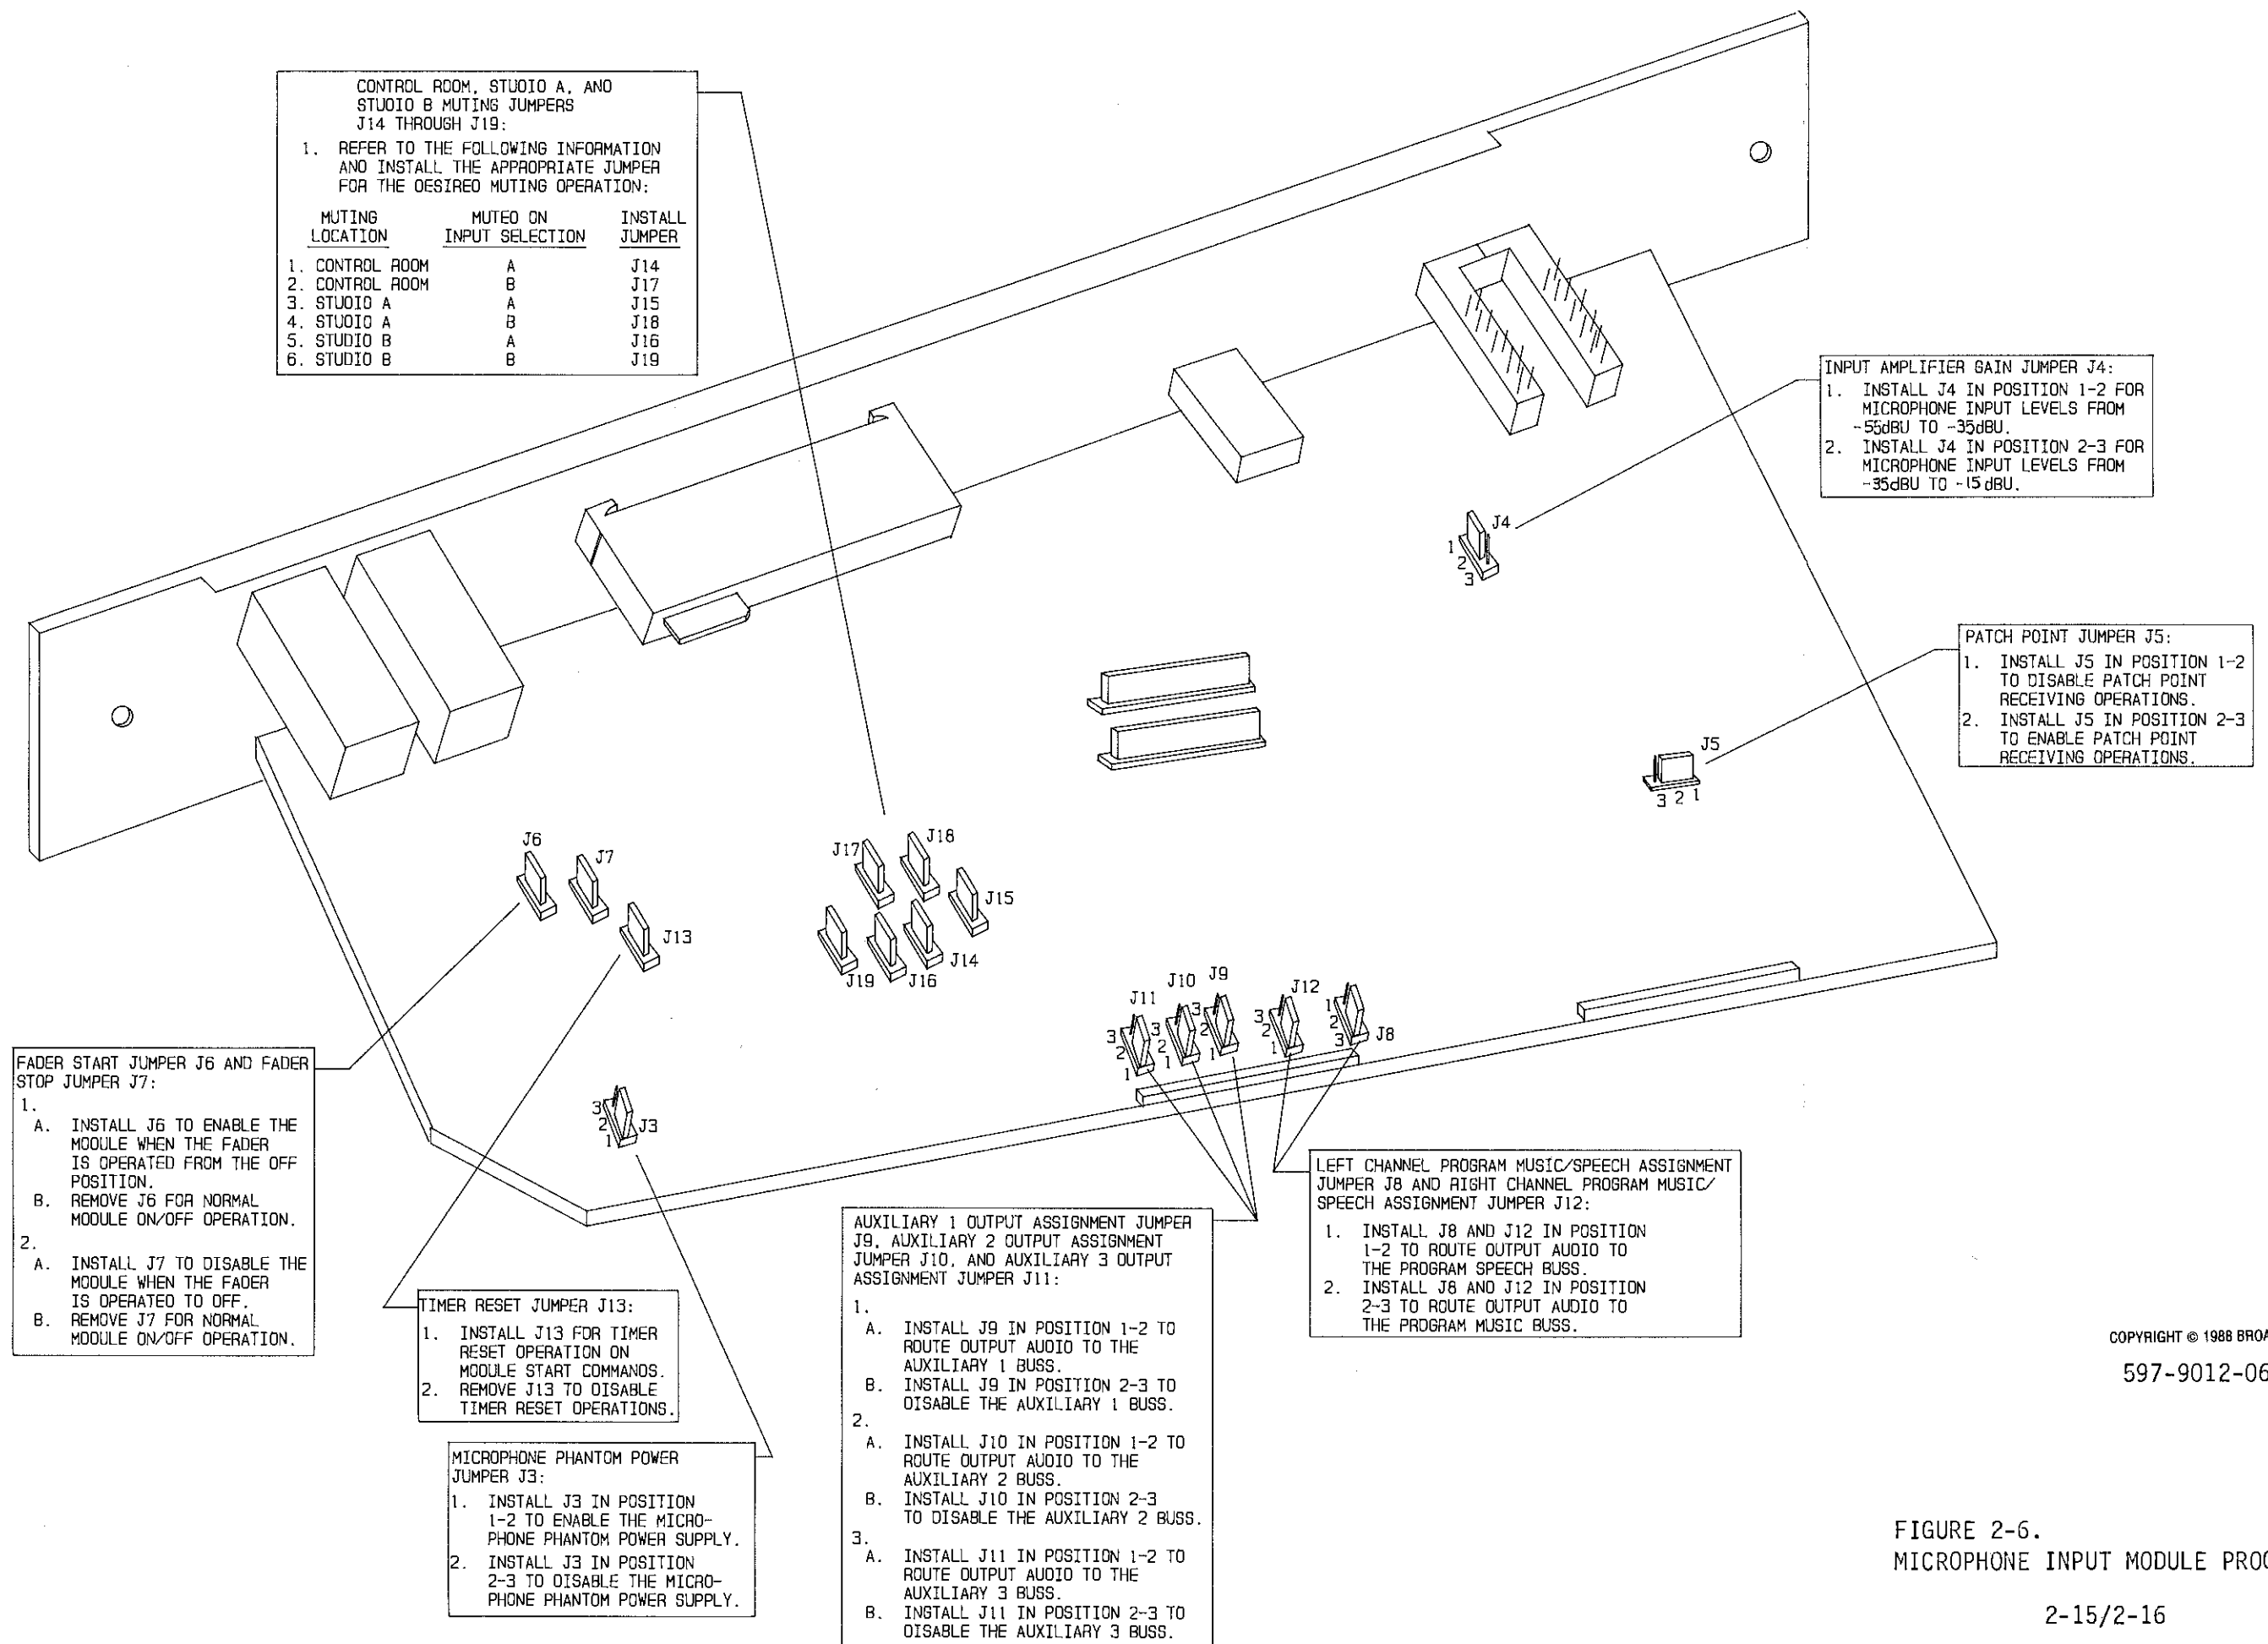 CONTROL ROOM, STUDIO A, AND
STUDIO B MUTING JUMPERS
J14 THROUGH J19:
1. REFER TO THE FOLLOWING INFORMATION
AND INSTALL THE APPROPRIATE JUMPER
FOR THE DESIRED MUTING OPERATION:
MUTING MUTED ON INSTALL
LOCATION INPUT SELECTION JUMPER
1. CONTROL ROOM A J14
2. CONTROL ROOM B J17
3. STUDIO A A J15
4. STUDIO A B J18
5. STUDIO B A J16
6. STUDIO B B J19
INPUT AMPLIFIER GAIN JUMPER J4:
1. INSTALL J4 IN POSITION 1-2 FOR
MICROPHONE INPUT LEVELS FROM
-55dBU TO -35dBU.
2. INSTALL J4 IN POSITION 2-3 FOR
MICROPHONE INPUT LEVELS FROM
-35dBU TO -15dBU.
J4
1
2
3
PATCH POINT JUMPER J5:
1. INSTALL J5 IN POSITION 1-2
TO DISABLE PATCH POINT
RECEIVING OPERATIONS.
2. INSTALL J5 IN POSITION 2-3
TO ENABLE PATCH POINT
RECEIVING OPERATIONS.
J5
3 2 1
J6
J7
J13
J17
J18
J15
J19
J16
J14
J11
3
2
1
J10
3
2
1
J9
3
2
1
J12
3
2
1
1
2
3
J8
3
2
1
J3
FADER START JUMPER J6 AND FADER
STOP JUMPER J7:
1.
A. INSTALL J6 TO ENABLE THE
MODULE WHEN THE FADER
IS OPERATED FROM THE OFF
POSITION.
B. REMOVE J6 FOR NORMAL
MODULE ON/OFF OPERATION.
2.
A. INSTALL J7 TO DISABLE THE
MODULE WHEN THE FADER
IS OPERATED TO OFF.
B. REMOVE J7 FOR NORMAL
MODULE ON/OFF OPERATION.
TIMER RESET JUMPER J13:
1. INSTALL J13 FOR TIMER
RESET OPERATION ON
MODULE START COMMANDS.
2. REMOVE J13 TO DISABLE
TIMER RESET OPERATIONS.
MICROPHONE PHANTOM POWER
JUMPER J3:
1. INSTALL J3 IN POSITION
1-2 TO ENABLE THE MICRO-
PHONE PHANTOM POWER SUPPLY.
2. INSTALL J3 IN POSITION
2-3 TO DISABLE THE MICRO-
PHONE PHANTOM POWER SUPPLY.
AUXILIARY 1 OUTPUT ASSIGNMENT JUMPER
J9, AUXILIARY 2 OUTPUT ASSIGNMENT
JUMPER J10, AND AUXILIARY 3 OUTPUT
ASSIGNMENT JUMPER J11:
1.
A. INSTALL J9 IN POSITION 1-2 TO
ROUTE OUTPUT AUDIO TO THE
AUXILIARY 1 BUSS.
B. INSTALL J9 IN POSITION 2-3 TO
DISABLE THE AUXILIARY 1 BUSS.
2.
A. INSTALL J10 IN POSITION 1-2 TO
ROUTE OUTPUT AUDIO TO THE
AUXILIARY 2 BUSS.
B. INSTALL J10 IN POSITION 2-3
TO DISABLE THE AUXILIARY 2 BUSS.
3.
A. INSTALL J11 IN POSITION 1-2 TO
ROUTE OUTPUT AUDIO TO THE
AUXILIARY 3 BUSS.
B. INSTALL J11 IN POSITION 2-3 TO
DISABLE THE AUXILIARY 3 BUSS.
LEFT CHANNEL PROGRAM MUSIC/SPEECH ASSIGNMENT
JUMPER J8 AND RIGHT CHANNEL PROGRAM MUSIC/
SPEECH ASSIGNMENT JUMPER J12:
1. INSTALL J8 AND J12 IN POSITION
1-2 TO ROUTE OUTPUT AUDIO TO
THE PROGRAM SPEECH BUSS.
2. INSTALL J8 AND J12 IN POSITION
2-3 TO ROUTE OUTPUT AUDIO TO
THE PROGRAM MUSIC BUSS.
COPYRIGHT © 1988 BROA
597-9012-06
FIGURE 2-6.
MICROPHONE INPUT MODULE PROG
2-15/2-16